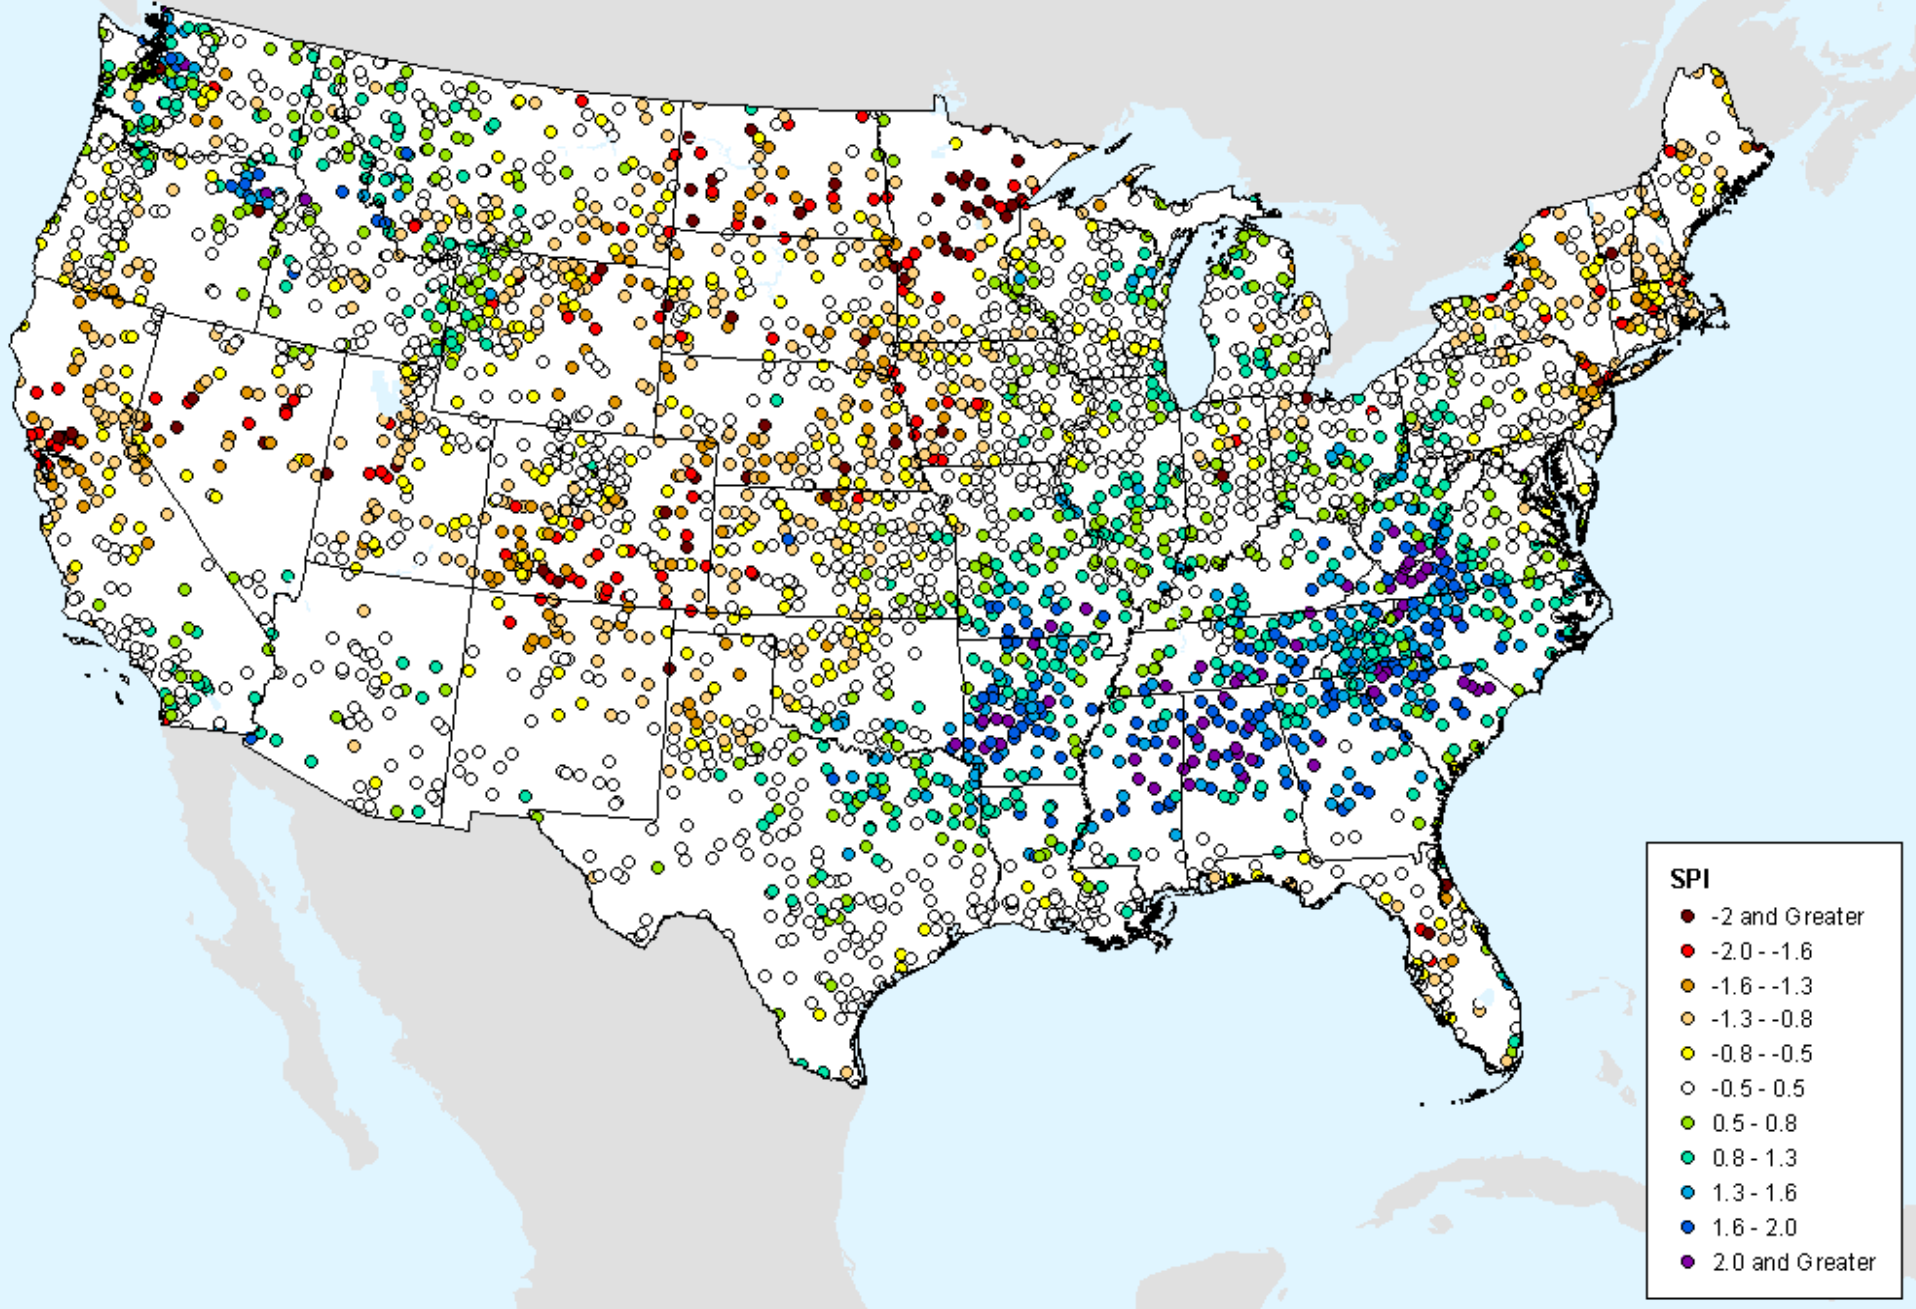 SPI
-2 and Greater
-2.0 - -1.6
-1.6 - -1.3
-1.3 - -0.8
-0.8 - -0.5
-0.5 - 0.5
0.5 - 0.8
0.8 - 1.3
1.3 - 1.6
1.6 - 2.0
2.0 and Greater